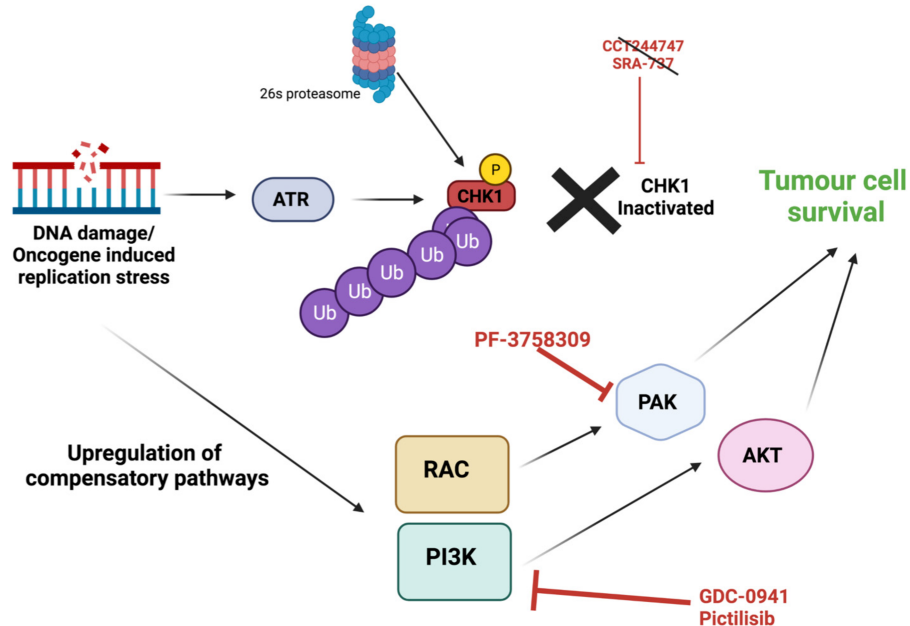 CCT244747
SRA-737
26s proteasome
P
ATR
CHK1
CHK1
Inactivated
Tumour cell
survival
DNA damage/
Oncogene induced
replication stress
Ub
Ub
Ub
Ub
Ub
PF-3758309
PAK
Upregulation of
compensatory pathways
RAC
AKT
PI3K
GDC-0941
Pictilisib